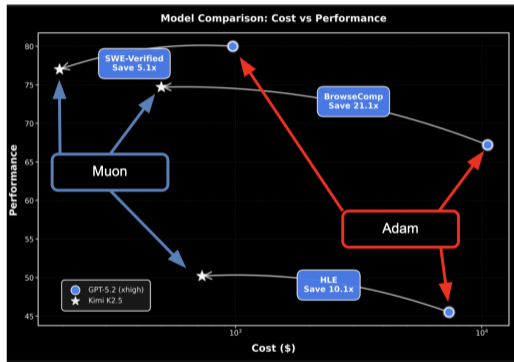 Model Comparison: Cost vs Performance
80
75
70
65
60
55
50
45
Performance
SWE-Verified
Save 5.1x
BrowseComp
Save 21.1x
Muon
Adam
HLE
Save 10.1x
GPT-5.2 (xhigh)
Kimi K2.5
10³
10⁴
Cost ($)